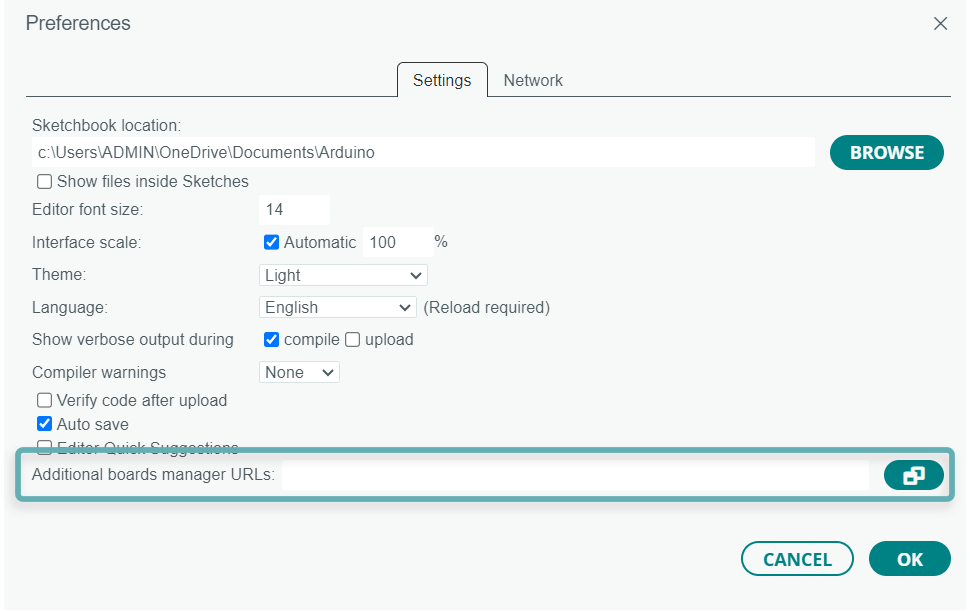 Preferences
Settings Network
Sketchbook location:
c:\Users\ADMIN\OneDrive\Documents\Arduino BROWSE
Show files inside Sketches
Editor font size: 14
Interface scale: Automatic 100 %
Theme: Light
Language: English (Reload required)
Show verbose output during compile upload
Compiler warnings None
Verify code after upload
Auto save
Editor Quick Suggestions
Additional boards manager URLs:
CANCEL OK